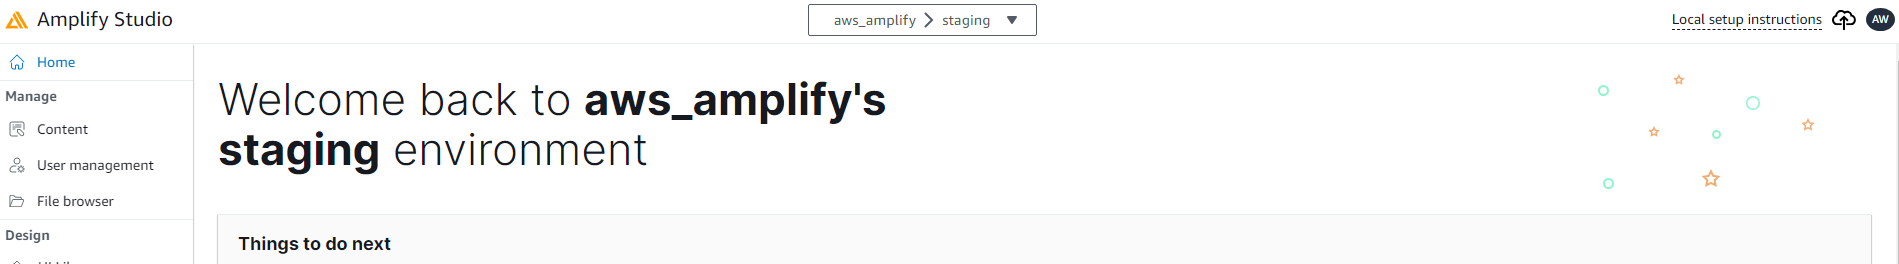 Amplify Studio
aws_amplify > staging
Local setup instructions
AW
Home
Manage
Content
User management
File browser
Design
Welcome back to aws_amplify's
staging environment
Things to do next